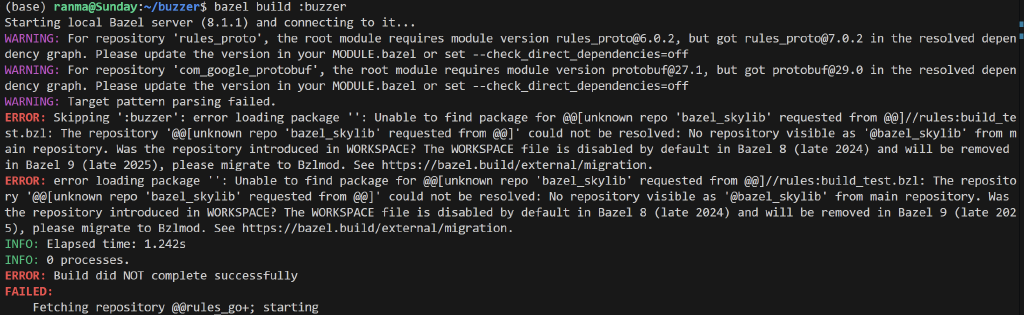 (base) ranma@Sunday:~/buzzer$ bazel build :buzzer
Starting local Bazel server (8.1.1) and connecting to it...
WARNING: For repository 'rules_proto', the root module requires module version rules_proto@6.0.2, but got rules_proto@7.0.2 in the resolved depen
dency graph. Please update the version in your MODULE.bazel or set --check_direct_dependencies=off
WARNING: For repository 'com_google_protobuf', the root module requires module version protobuf@27.1, but got protobuf@29.0 in the resolved depen
dency graph. Please update the version in your MODULE.bazel or set --check_direct_dependencies=off
WARNING: Target pattern parsing failed.
ERROR: Skipping ':buzzer': error loading package '': Unable to find package for @@[unknown repo 'bazel_skylib' requested from @@]//rules:build_te
st.bzl: The repository '@@[unknown repo 'bazel_skylib' requested from @@]' could not be resolved: No repository visible as '@bazel_skylib' from m
ain repository. Was the repository introduced in WORKSPACE? The WORKSPACE file is disabled by default in Bazel 8 (late 2024) and will be removed
in Bazel 9 (late 2025), please migrate to Bzlmod. See https://bazel.build/external/migration.
ERROR: error loading package '': Unable to find package for @@[unknown repo 'bazel_skylib' requested from @@]//rules:build_test.bzl: The reposito
ry '@@[unknown repo 'bazel_skylib' requested from @@]' could not be resolved: No repository visible as '@bazel_skylib' from main repository. Was
the repository introduced in WORKSPACE? The WORKSPACE file is disabled by default in Bazel 8 (late 2024) and will be removed in Bazel 9 (late 202
5), please migrate to Bzlmod. See https://bazel.build/external/migration.
INFO: Elapsed time: 1.242s
INFO: 0 processes.
ERROR: Build did NOT complete successfully
FAILED:
    Fetching repository @@rules_go+; starting